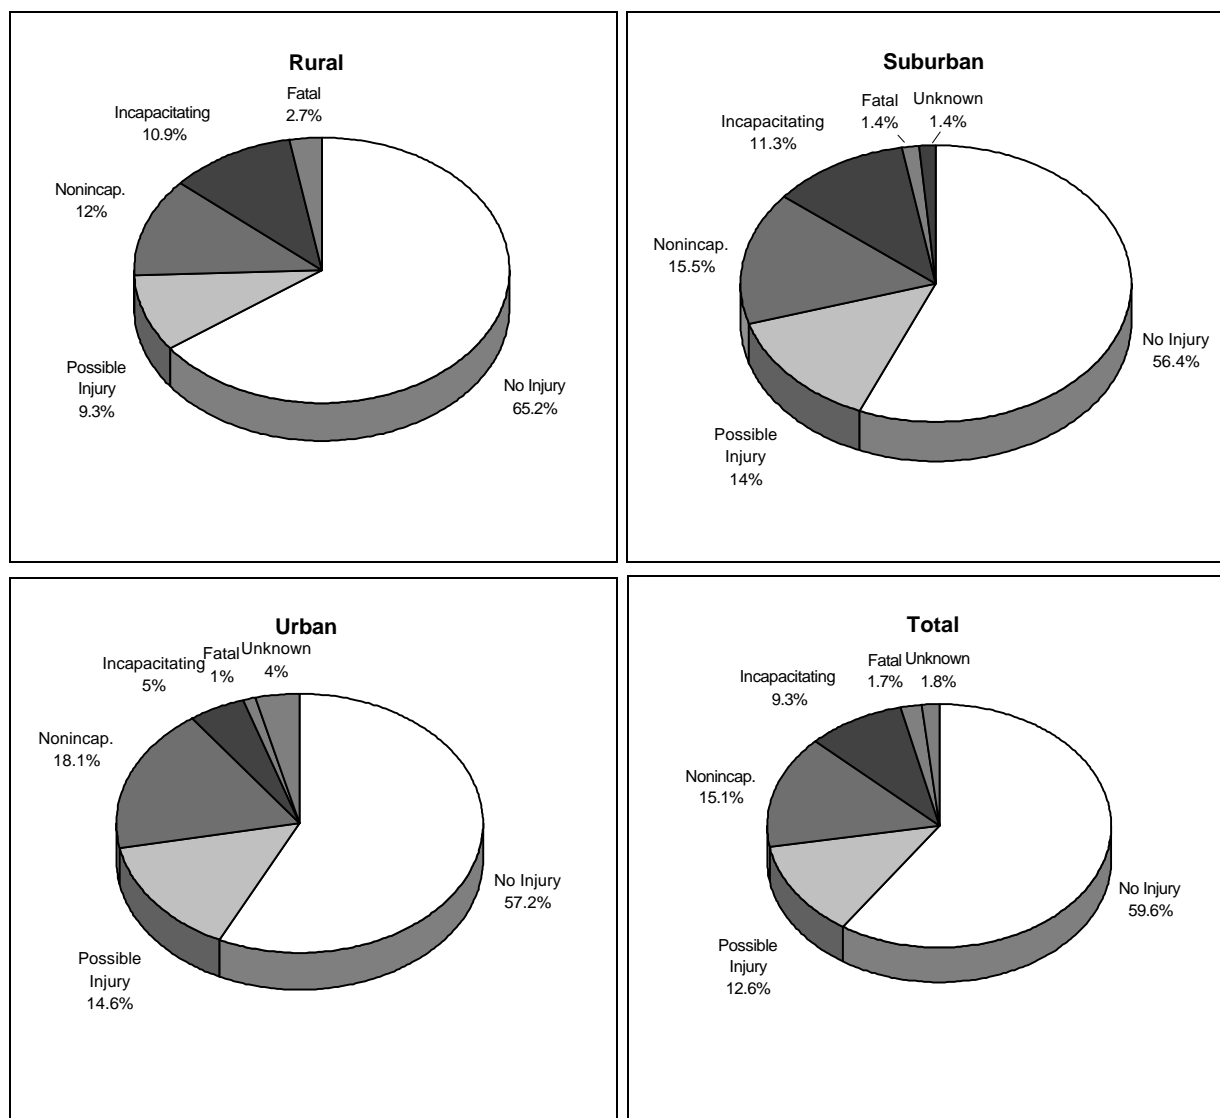 Rural
Fatal
2.7%
Incapacitating
10.9%
Nonincap.
12%
Possible
Injury
9.3%
No Injury
65.2%
Suburban
Fatal
1.4%
Unknown
1.4%
Incapacitating
11.3%
Nonincap.
15.5%
No Injury
56.4%
Possible
Injury
14%
Urban
Incapacitating
5%
Fatal
1%
Unknown
4%
Nonincap.
18.1%
No Injury
57.2%
Possible
Injury
14.6%
Total
Fatal
1.7%
Unknown
1.8%
Incapacitating
9.3%
Nonincap.
15.1%
No Injury
59.6%
Possible
Injury
12.6%